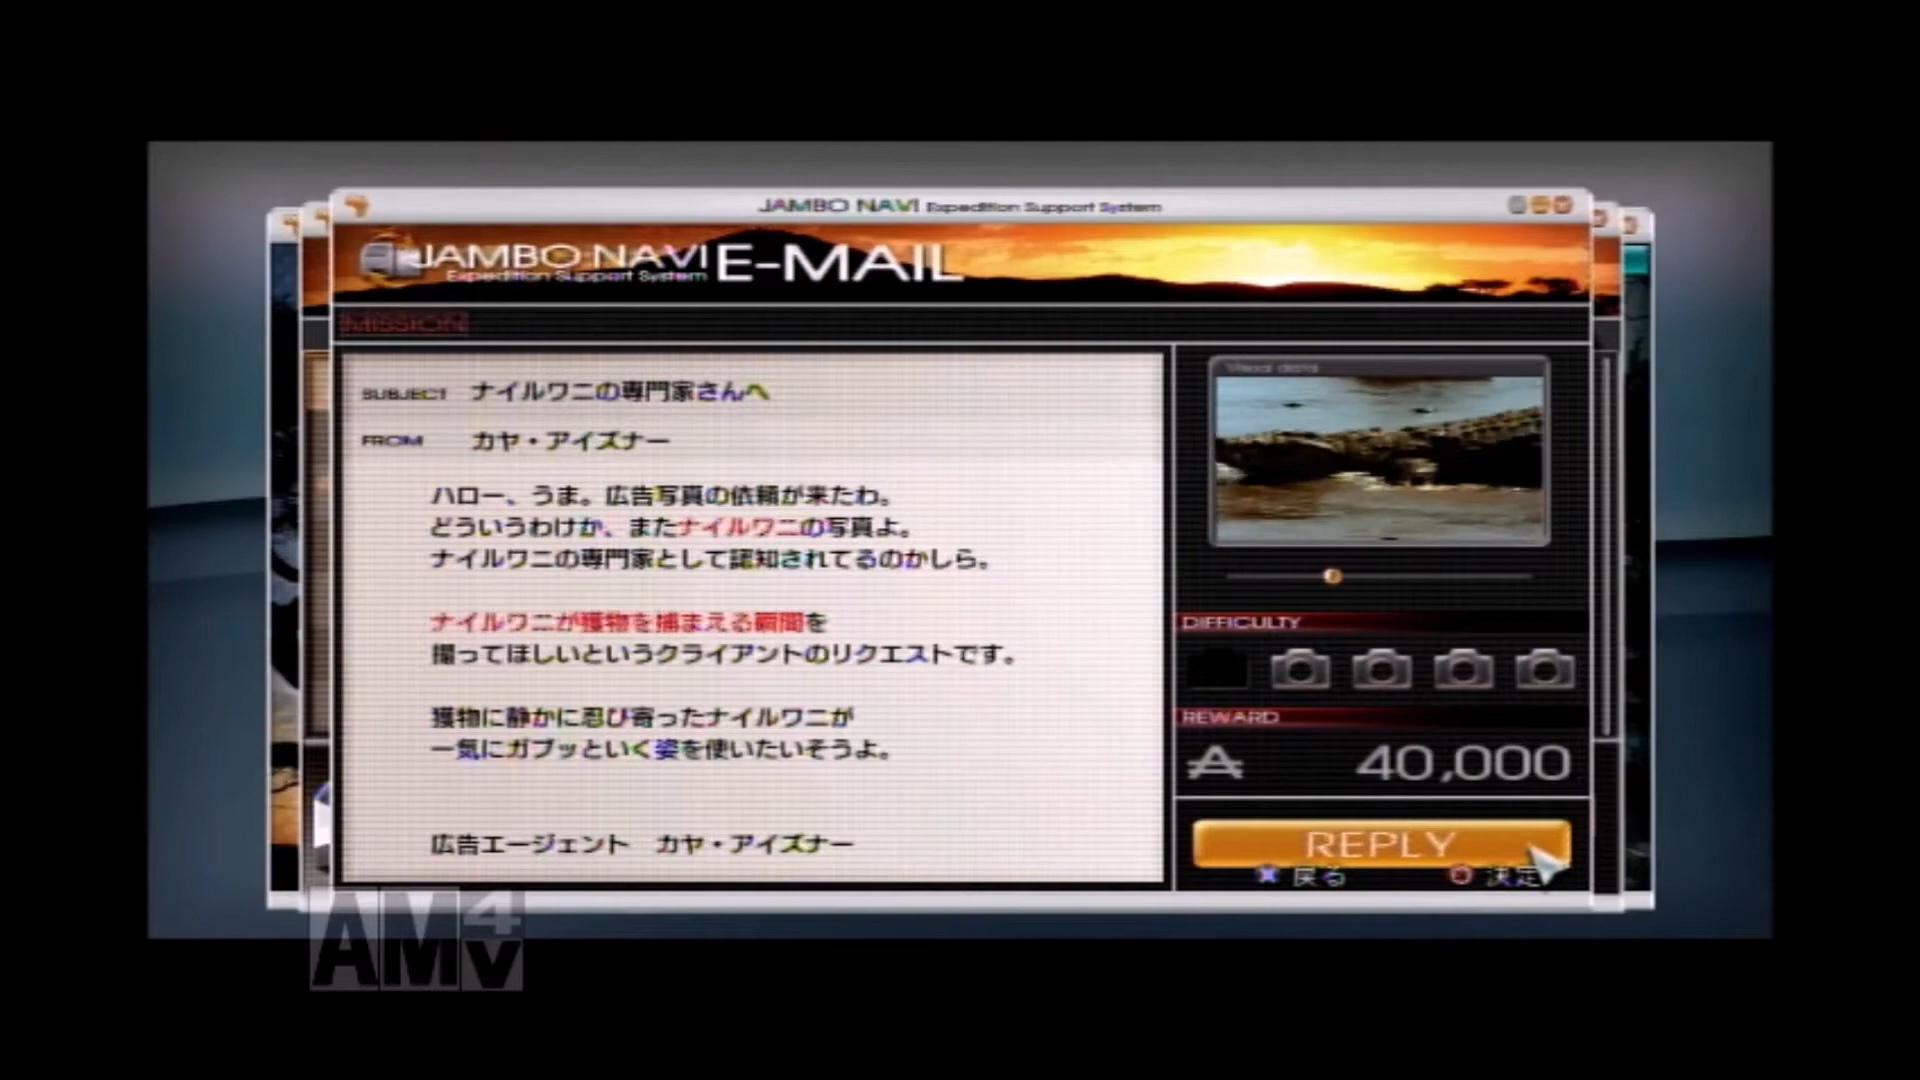 JAMBO NAVI Expedition Support System
JAMBO NAVI E-MAIL
Expedition Support System
MISSION
SUBJECT ナイルワニの専門家さんへ
FROM カヤ・アイズナー
ハロー、うま。広告写真の依頼が来たわ。
どういうわけか、またナイルワニの写真よ。
ナイルワニの専門家として認知されてるのかしら。
ナイルワニが獲物を捕まえる瞬間を
撮ってほしいというクライアントのリクエストです。
獲物に静かに忍び寄ったナイルワニが
一気にガブッといく姿を使いたいそうよ。
広告エージェント カヤ・アイズナー
Visual data
DIFFICULTY
REWARD
40,000
REPLY
戻る 決定
AM4V